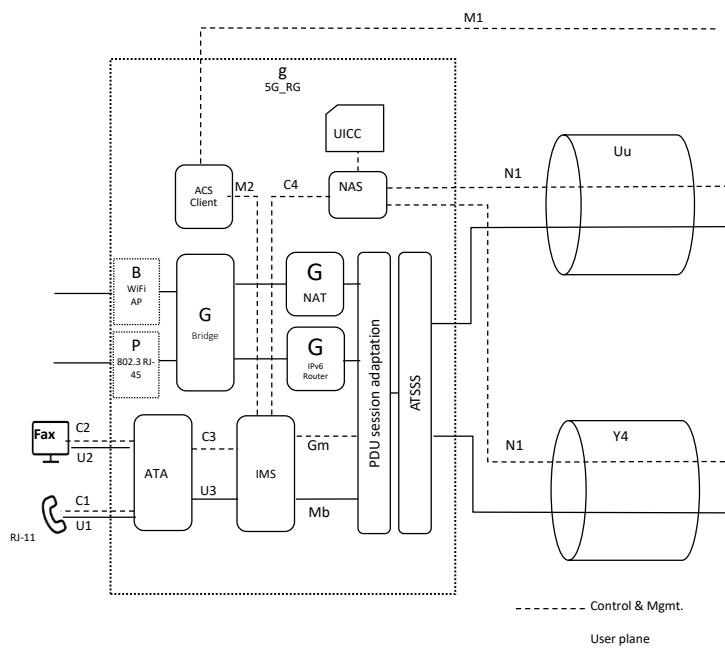 M1
g
5G_RG
UICC
Uu
ACS
Client
M2
C4
NAS
N1
B
WiFi
AP
G
NAT
G
Bridge
P
802.3 RJ-
45
G
IPv6
Router
PDU session adaptation
ATSSS
Fax
C2
U2
C3
Gm
Y4
N1
ATA
IMS
U3
Mb
C1
U1
RJ-11
Control & Mgmt.
User plane